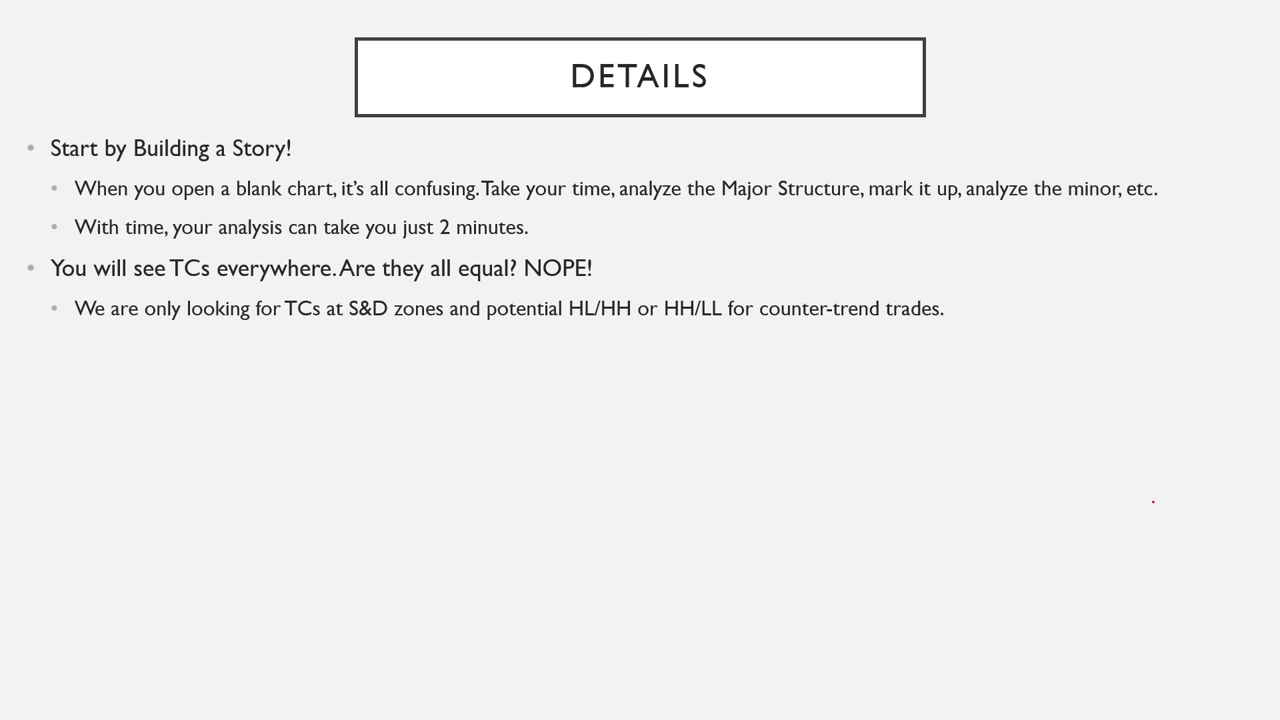 DETAILS
• Start by Building a Story!
• When you open a blank chart, it's all confusing. Take your time, analyze the Major Structure, mark it up, analyze the minor, etc.
• With time, your analysis can take you just 2 minutes.
• You will see TCs everywhere. Are they all equal? NOPE!
• We are only looking for TCs at S&D zones and potential HL/HH or HH/LL for counter-trend trades.